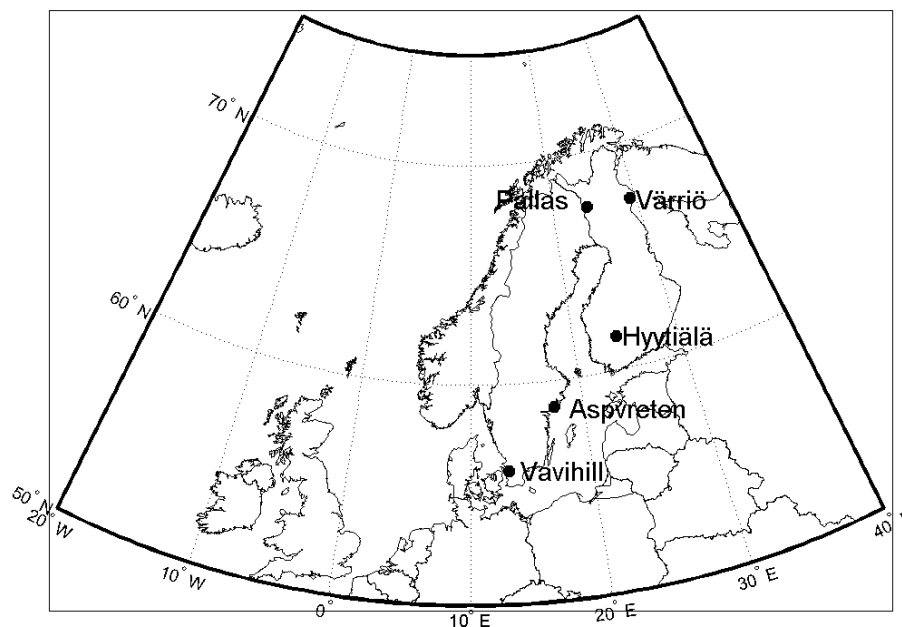 70° N
Pallas
Värriö
60° N
Hyytiälä
Aspvreten
Vavihill
50° N
20° W
40°
10° W
30° E
0°
20° E
10° E